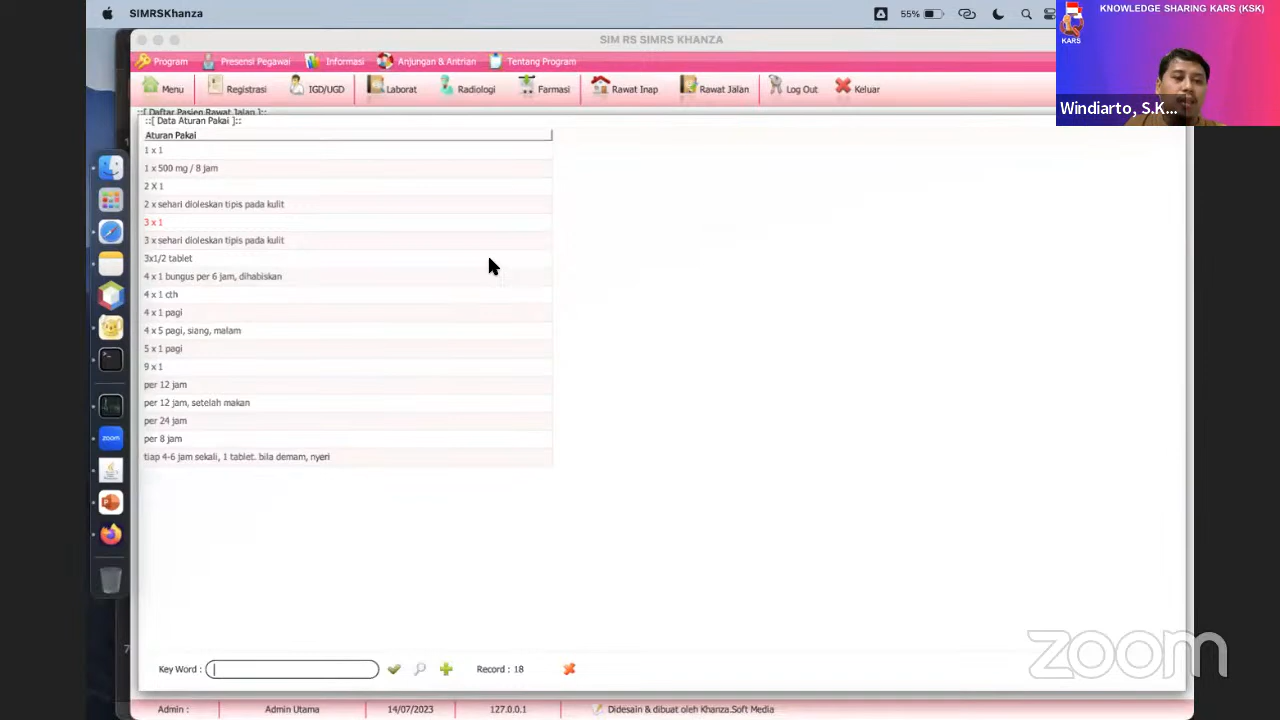 SIMRSKhanza
55%
KNOWLEDGE SHARING KARS (KSK)
KARS
Windiarto, S.K...
SIM RS SIMRS KHANZA
Program Presensi Pegawai Informasi Anjungan & Antrian Tentang Program
Menu Registrasi IGD/UGD Laborat Radiologi Farmasi Rawat Inap Rawat Jalan Log Out Keluar
::[ Daftar Pasien Rawat Jalan ]::
::[ Data Aturan Pakai ]::
Aturan Pakai
1 x 1
1 x 500 mg / 8 jam
2 X 1
2 x sehari dioleskan tipis pada kulit
3 x 1
3 x sehari dioleskan tipis pada kulit
3x1/2 tablet
4 x 1 bungus per 6 jam, dihabiskan
4 x 1 cth
4 x 1 pagi
4 x 5 pagi, siang, malam
5 x 1 pagi
9 x 1
per 12 jam
per 12 jam, setelah makan
per 24 jam
per 8 jam
tiap 4-6 jam sekali, 1 tablet. bila demam, nyeri
zoom
Key Word :
Record : 18
zoom
Admin : Admin Utama 14/07/2023 127.0.0.1 Didesain & dibuat oleh Khanza.Soft Media